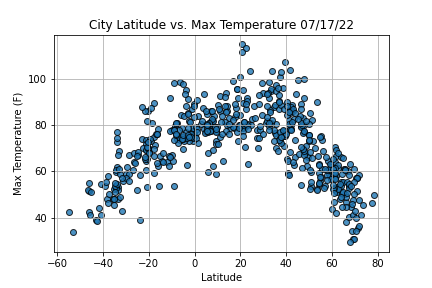 City Latitude vs. Max Temperature 07/17/22
Max Temperature (F)
100
80
60
40
−60 −40 −20 0 20 40 60 80
Latitude